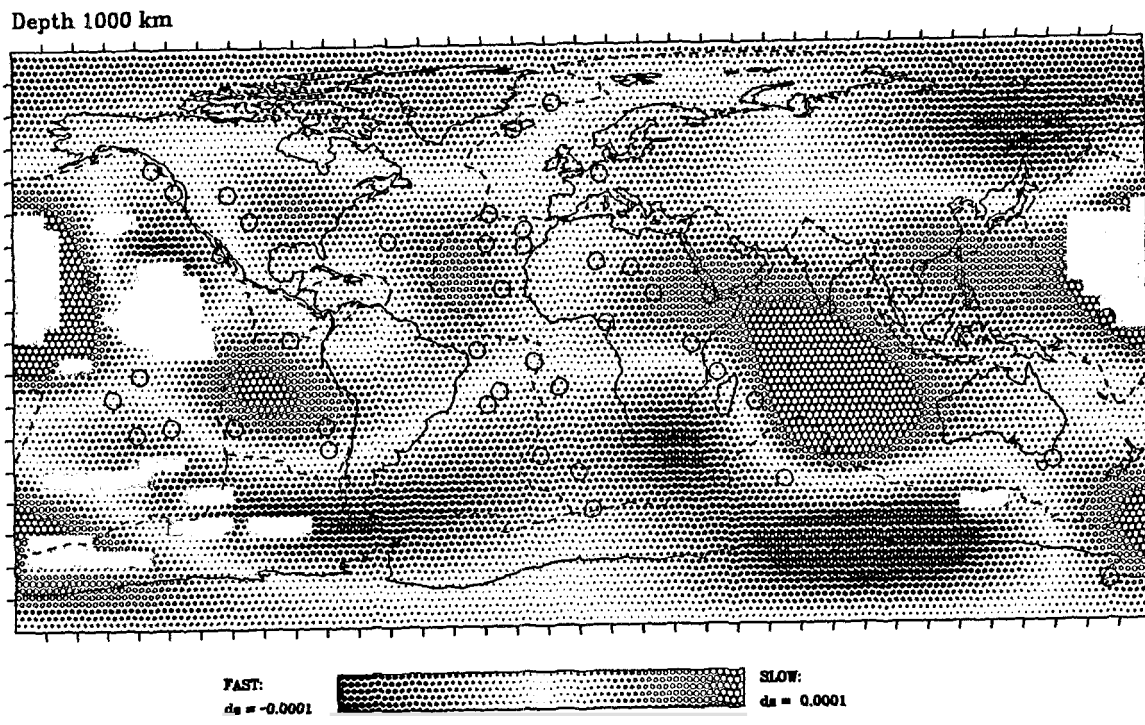 Depth 1000 km
FAST:
ds = -0.0001
SLOW:
ds = 0.0001